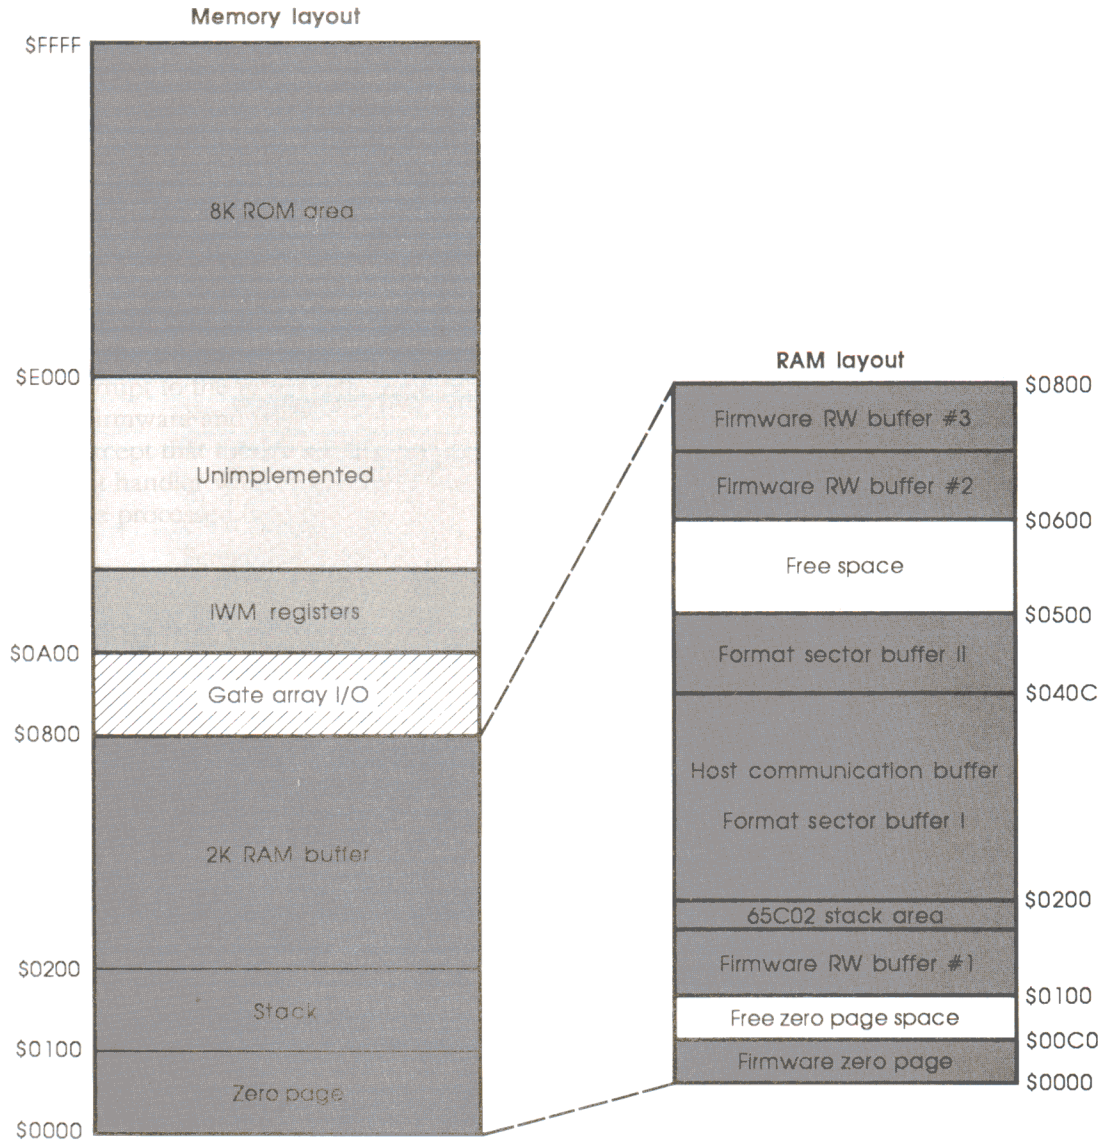 Memory layout
$FFFF
8K ROM area
$E000
Unimplemented
IWM registers
$0A00
Gate array I/O
$0800
2K RAM buffer
$0200
Stack
$0100
Zero page
$0000
RAM layout
$0800
Firmware RW buffer #3
Firmware RW buffer #2
$0600
Free space
$0500
Format sector buffer II
$040C
Host communication buffer
Format sector buffer I
$0200
65C02 stack area
Firmware RW buffer #1
$0100
Free zero page space
$00C0
Firmware zero page
$0000